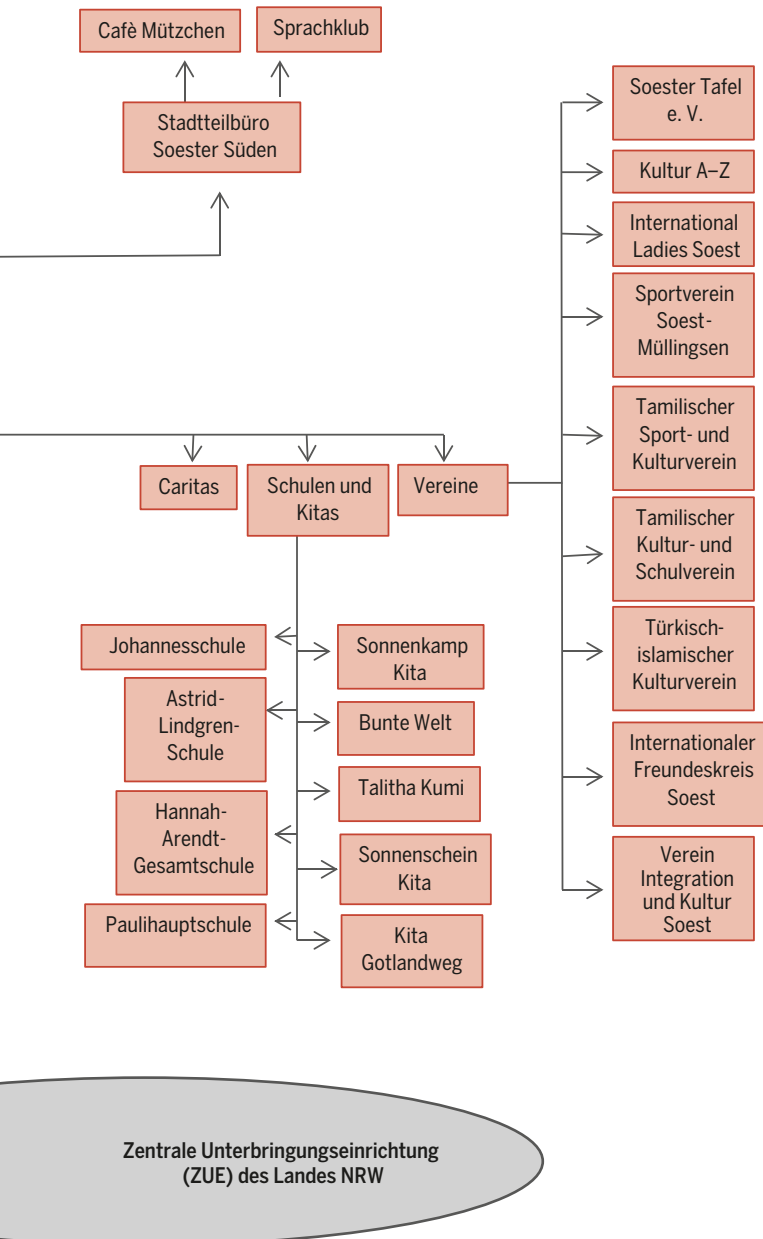 Cafè Mützchen
Sprachklub
Stadtteilbüro
Soester Süden
Caritas
Schulen und
Kitas
Vereine
Johannesschule
Astrid-
Lindgren-
Schule
Hannah-
Arendt-
Gesamtschule
Paulihauptschule
Sonnenkamp
Kita
Bunte Welt
Talitha Kumi
Sonnenschein
Kita
Kita
Gotlandweg
Soester Tafel
e. V.
Kultur A–Z
International
Ladies Soest
Sportverein
Soest-
Müllingsen
Tamilischer
Sport- und
Kulturverein
Tamilischer
Kultur- und
Schulverein
Türkisch-
islamischer
Kulturverein
Internationaler
Freundeskreis
Soest
Verein
Integration
und Kultur
Soest
Zentrale Unterbringungseinrichtung
(ZUE) des Landes NRW